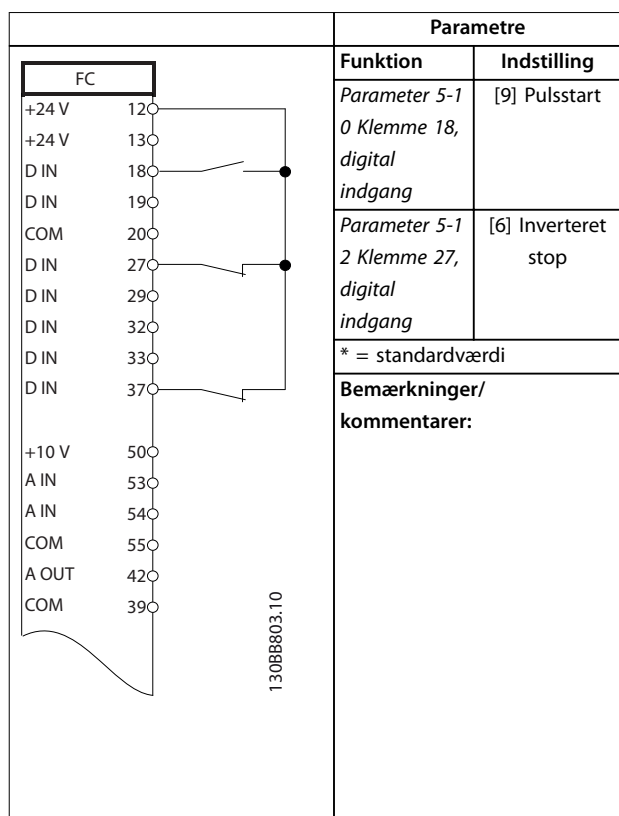 Parametre
Funktion Indstilling
Parameter 5-1 [9] Pulsstart
0 Klemme 18,
digital
indgang
Parameter 5-1 [6] Inverteret
2 Klemme 27, stop
digital
indgang
* = standardværdi
Bemærkninger/
kommentarer:
FC
+24 V 12
+24 V 13
D IN 18
D IN 19
COM 20
D IN 27
D IN 29
D IN 32
D IN 33
D IN 37
+10 V 50
A IN 53
A IN 54
COM 55
A OUT 42
COM 39
130BB803.10